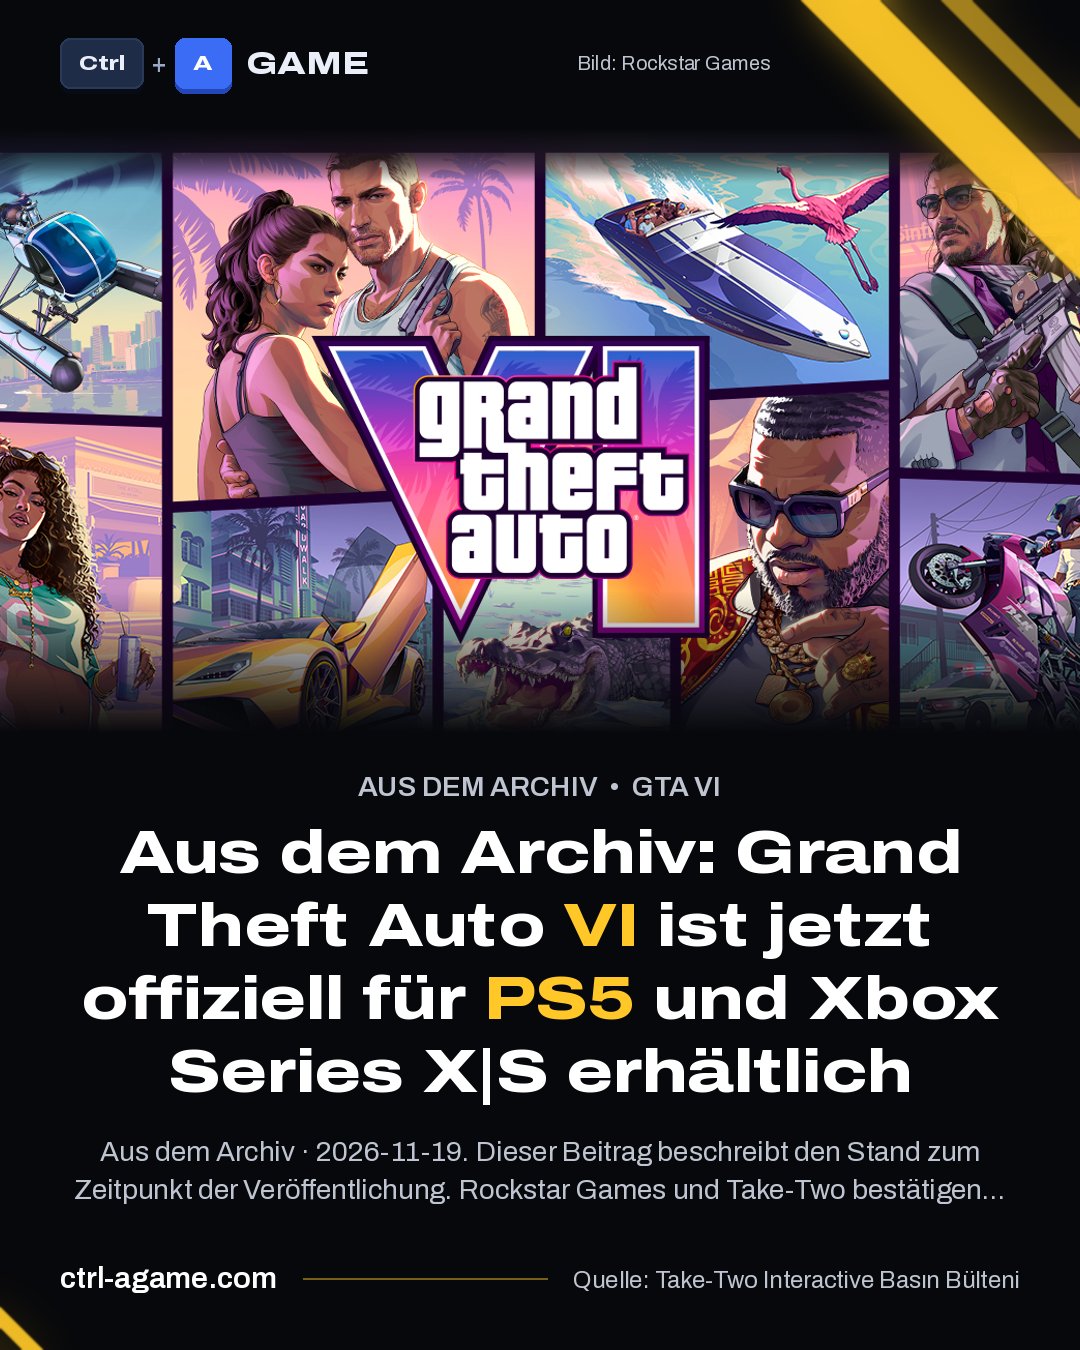 Ctrl + A GAME
Bild: Rockstar Games
grand
theft
auto
VI
AUS DEM ARCHIV • GTA VI
Aus dem Archiv: Grand
Theft Auto VI ist jetzt
offiziell für PS5 und Xbox
Series X|S erhältlich
Aus dem Archiv · 2026-11-19. Dieser Beitrag beschreibt den Stand zum
Zeitpunkt der Veröffentlichung. Rockstar Games und Take-Two bestätigen...
ctrl-agame.com
Quelle: Take-Two Interactive Basın Bülteni